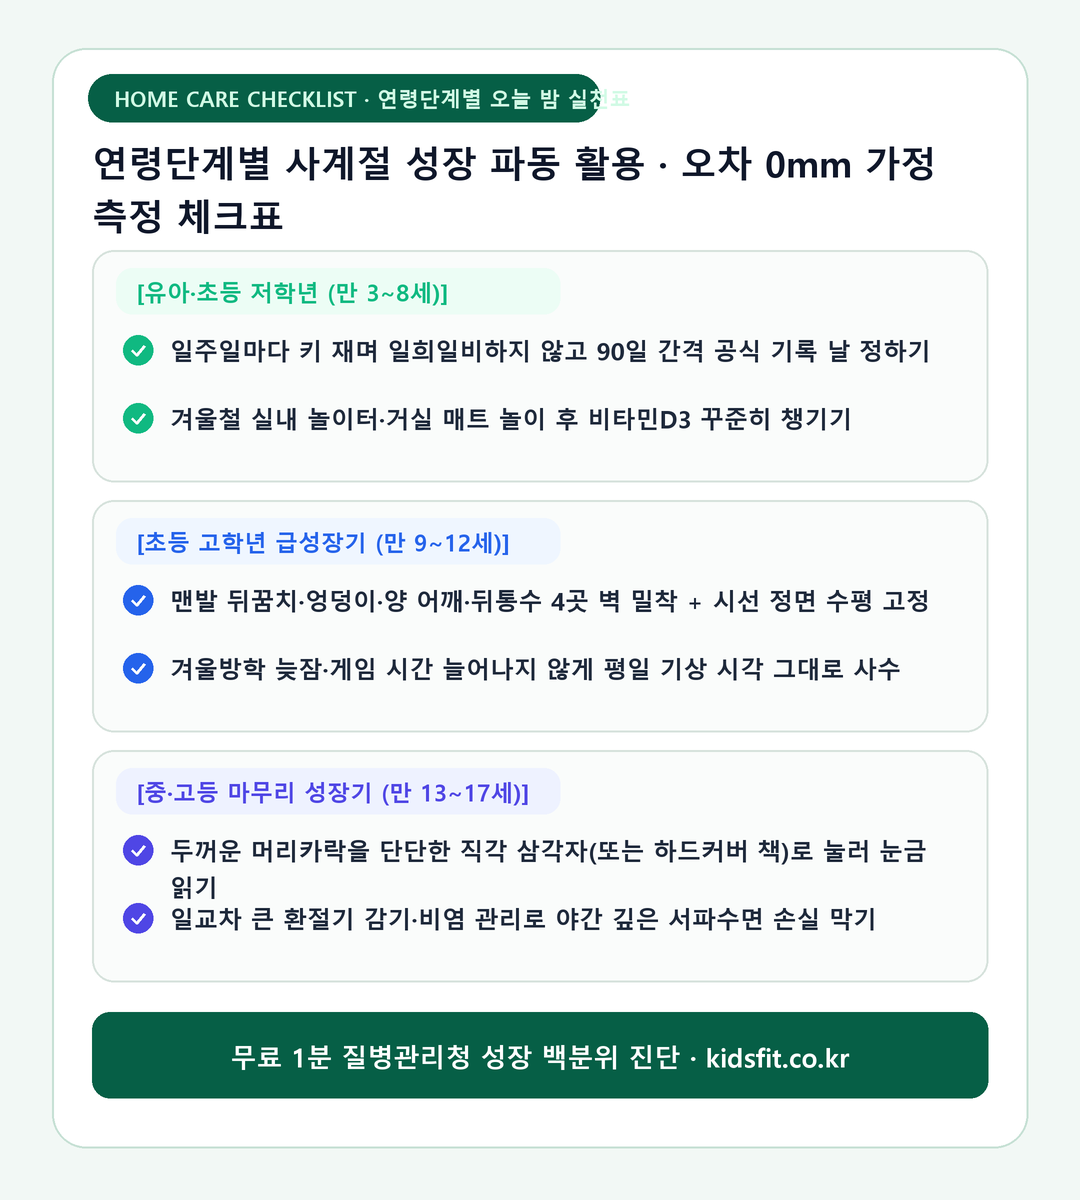 HOME CARE CHECKLIST · 연령단계별 오늘 밤 실천표
연령단계별 사계절 성장 파동 활용 · 오차 0mm 가정
측정 체크표
[유아·초등 저학년 (만 3~8세)]
일주일마다 키 재며 일희일비하지 않고 90일 간격 공식 기록 날 정하기
겨울철 실내 놀이터·거실 매트 놀이 후 비타민D3 꾸준히 챙기기
[초등 고학년 급성장기 (만 9~12세)]
맨발 뒤꿈치·엉덩이·양 어깨·뒤통수 4곳 벽 밀착 + 시선 정면 수평 고정
겨울방학 늦잠·게임 시간 늘어나지 않게 평일 기상 시각 그대로 사수
[중·고등 마무리 성장기 (만 13~17세)]
두꺼운 머리카락을 단단한 직각 삼각자(또는 하드커버 책)로 눌러 눈금
읽기
일교차 큰 환절기 감기·비염 관리로 야간 깊은 서파수면 손실 막기
무료 1분 질병관리청 성장 백분위 진단 · kidsfit.co.kr